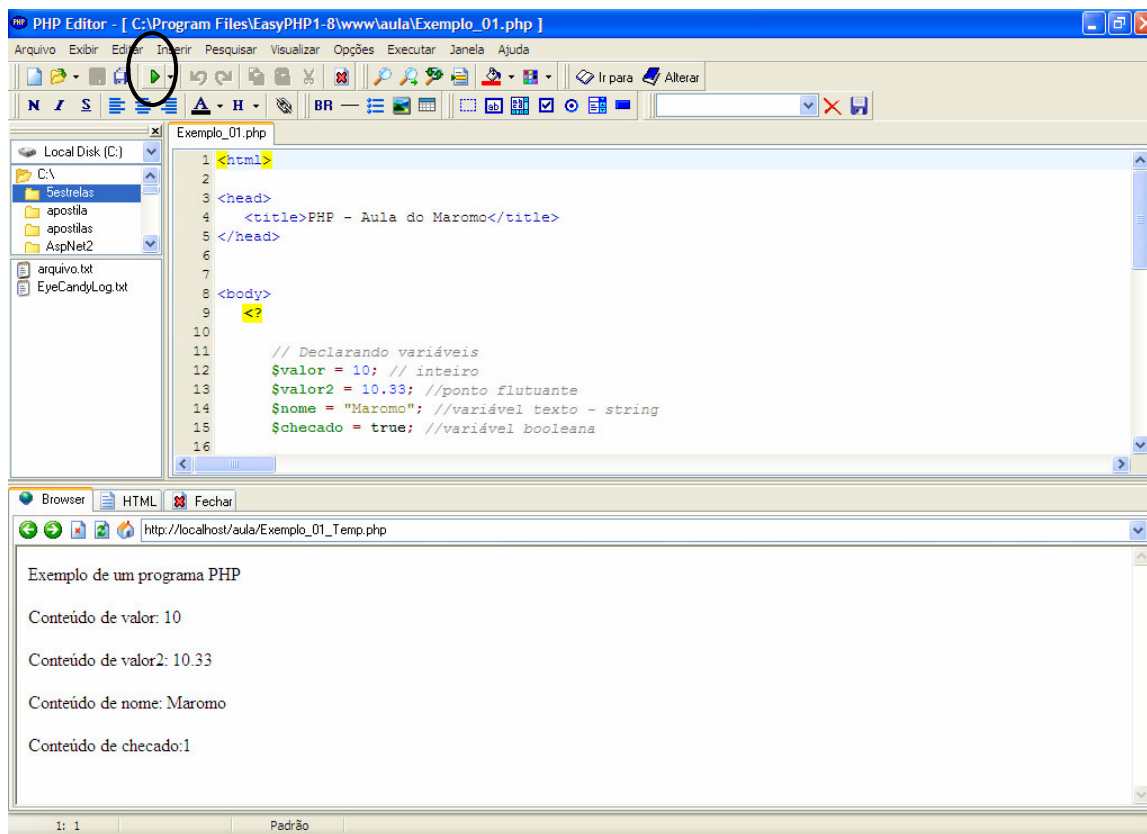 PHP Editor - [ C:\Program Files\EasyPHP1-8\www\aula\Exemplo_01.php ]
Arquivo Exibir Editar Inserir Pesquisar Visualizar Opções Executar Janela Ajuda
Ir para Alterar
N I S A H BR ab
Exemplo_01.php
Local Disk (C:)
C:\
5estrelas
apostila
apostilas
AspNet2
arquivo.txt
EyeCandyLog.txt
1 <html>
2
3 <head>
4 <title>PHP - Aula do Maromo</title>
5 </head>
6
7
8 <body>
9 <?
10
11 // Declarando variáveis
12 $valor = 10; // inteiro
13 $valor2 = 10.33; //ponto flutuante
14 $nome = "Maromo"; //variável texto - string
15 $checado = true; //variável booleana
16
Browser HTML Fechar
http://localhost/aula/Exemplo_01_Temp.php
Exemplo de um programa PHP
Conteúdo de valor: 10
Conteúdo de valor2: 10.33
Conteúdo de nome: Maromo
Conteúdo de checado:1
1: 1 Padrão